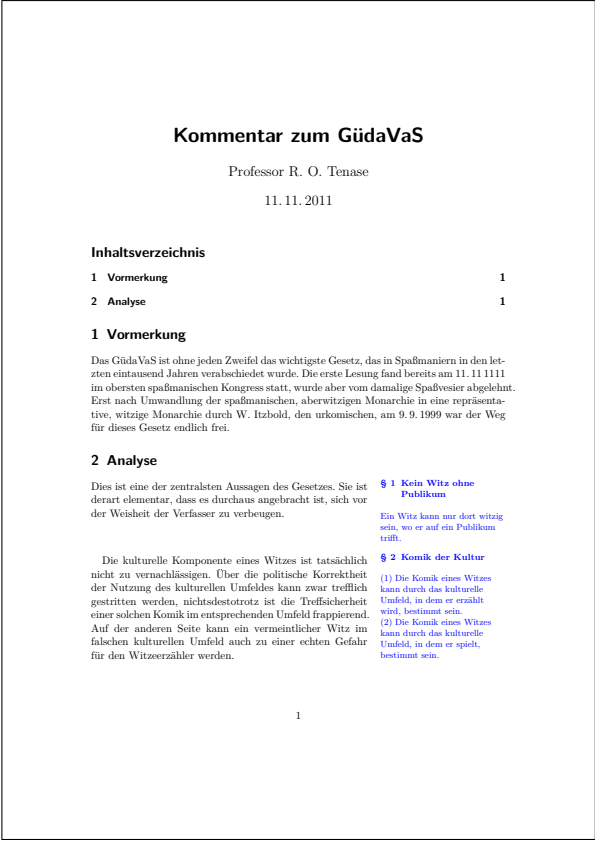 Kommentar zum GüdaVaS
Professor R. O. Tenase
11. 11. 2011
Inhaltsverzeichnis
1 Vormerkung 1
2 Analyse 1
1 Vormerkung
Das GüdaVaS ist ohne jeden Zweifel das wichtigste Gesetz, das in Spaßmaniern in den let-
zten eintausend Jahren verabschiedet wurde. Die erste Lesung fand bereits am 11. 11 1111
im obersten spaßmanischen Kongress statt, wurde aber vom damalige Spaßvesier abgelehnt.
Erst nach Umwandlung der spaßmanischen, aberwitzigen Monarchie in eine repräsenta-
tive, witzige Monarchie durch W. Itzbold, den urkomischen, am 9. 9. 1999 war der Weg
für dieses Gesetz endlich frei.
2 Analyse
Dies ist eine der zentralsten Aussagen des Gesetzes. Sie ist
derart elementar, dass es durchaus angebracht ist, sich vor
der Weisheit der Verfasser zu verbeugen.
§ 1 Kein Witz ohne
Publikum
Ein Witz kann nur dort witzig
sein, wo er auf ein Publikum
trifft.
Die kulturelle Komponente eines Witzes ist tatsächlich
nicht zu vernachlässigen. Über die politische Korrektheit
der Nutzung des kulturellen Umfeldes kann zwar trefflich
gestritten werden, nichtsdestotrotz ist die Treffsicherheit
einer solchen Komik im entsprechenden Umfeld frappierend.
Auf der anderen Seite kann ein vermeintlicher Witz im
falschen kulturellen Umfeld auch zu einer echten Gefahr
für den Witzeerzähler werden.
§ 2 Komik der Kultur
(1) Die Komik eines Witzes
kann durch das kulturelle
Umfeld, in dem er erzählt
wird, bestimmt sein.
(2) Die Komik eines Witzes
kann durch das kulturelle
Umfeld, in dem er spielt,
bestimmt sein.
1